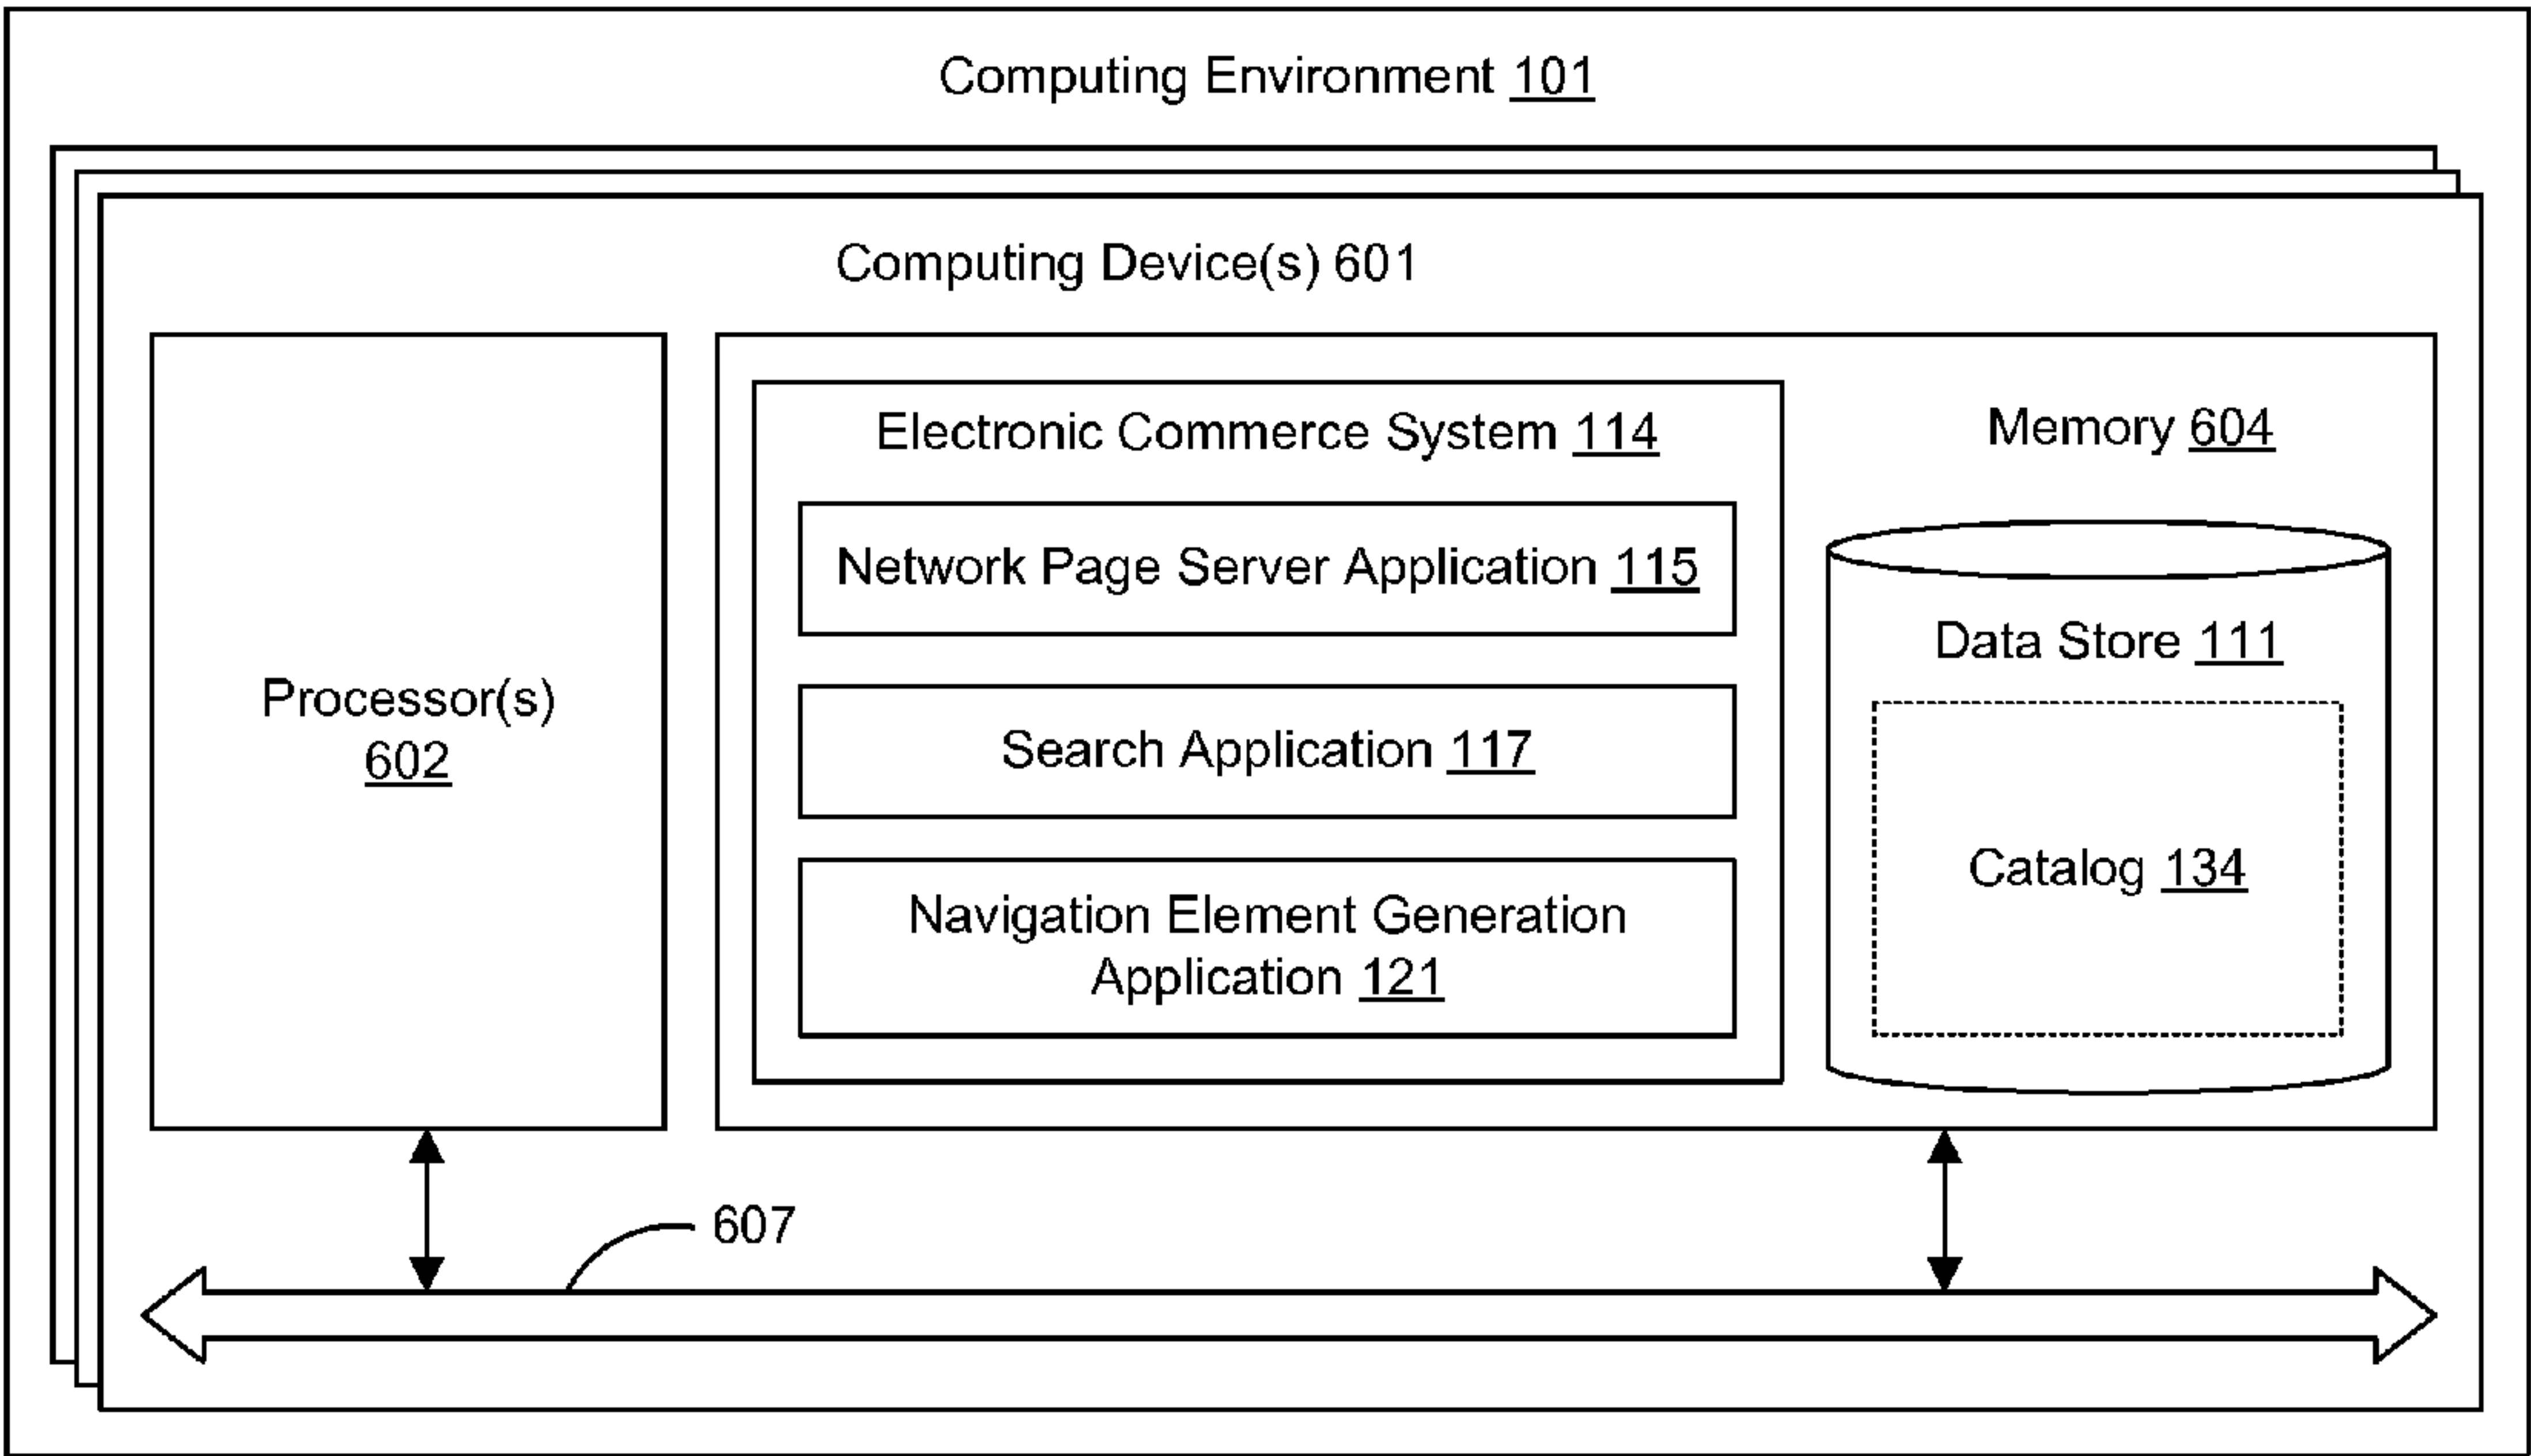 Computing Environment 101
Computing Device(s) 601
Processor(s)
602
Electronic Commerce System 114
Network Page Server Application 115
Search Application 117
Navigation Element Generation
Application 121
Memory 604
Data Store 111
Catalog 134
607